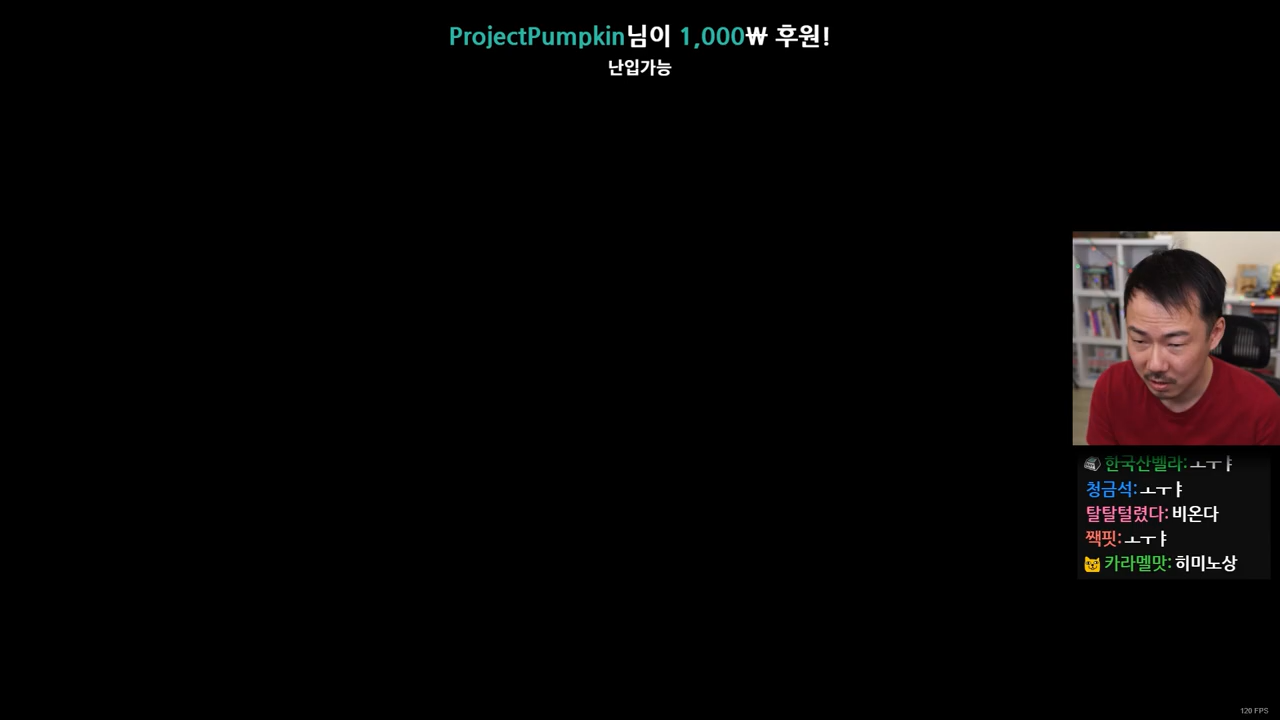 ProjectPumpkin님이 1,000₩ 후원!
난입가능
한국산벨라: ㅗㅜㅑ
청금석: ㅗㅜㅑ
탈탈털렸다: 비온다
짹핏: ㅗㅜㅑ
카라멜맛: 히미노상
120 FPS